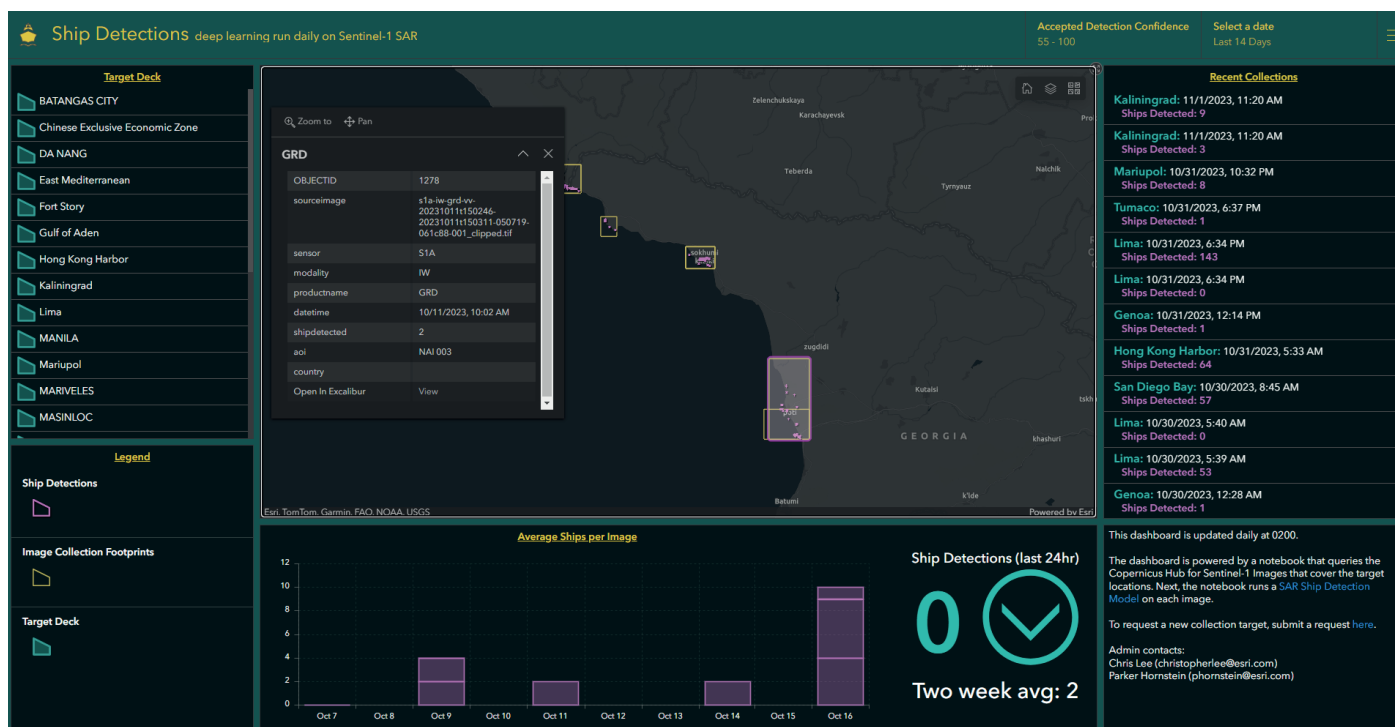 Ship Detections deep learning run daily on Sentinel-1 SAR
Accepted Detection Confidence
55 - 100
Select a date
Last 14 Days
Target Deck
BATANGAS CITY
Chinese Exclusive Economic Zone
DA NANG
East Mediterranean
Fort Story
Gulf of Aden
Hong Kong Harbor
Kaliningrad
Lima
MANILA
Mariupol
MARIVELES
MASINLOC
Legend
Ship Detections
Image Collection Footprints
Target Deck
Zoom to Pan
GRD
OBJECTID 1278
sourceimage s1a-iw-grd-vv-
20231011t150246-
20231011t150311-050719-
061c88-001_clipped.tif
sensor S1A
modality IW
productname GRD
datetime 10/11/2023, 10:02 AM
shipdetected 2
aoi NAI 003
country
Open In Excalibur View
Zelenchukskaya
Karachayevsk
Teberda
Tyrnyauz
Nalchik
sokhumi
zugdidi
Kutaisi
GEORGIA
khashuri
Batumi
k'ide
Esri, TomTom, Garmin, FAO, NOAA, USGS
Powered by Esri
Average Ships per Image
12
10
8
6
4
2
0
Oct 7 Oct 8 Oct 9 Oct 10 Oct 11 Oct 12 Oct 13 Oct 14 Oct 15 Oct 16
Ship Detections (last 24hr)
0
Two week avg: 2
Recent Collections
Kaliningrad: 11/1/2023, 11:20 AM
Ships Detected: 9
Kaliningrad: 11/1/2023, 11:20 AM
Ships Detected: 3
Mariupol: 10/31/2023, 10:32 PM
Ships Detected: 8
Tumaco: 10/31/2023, 6:37 PM
Ships Detected: 1
Lima: 10/31/2023, 6:34 PM
Ships Detected: 143
Lima: 10/31/2023, 6:34 PM
Ships Detected: 0
Genoa: 10/31/2023, 12:14 PM
Ships Detected: 1
Hong Kong Harbor: 10/31/2023, 5:33 AM
Ships Detected: 64
San Diego Bay: 10/30/2023, 8:45 AM
Ships Detected: 57
Lima: 10/30/2023, 5:40 AM
Ships Detected: 0
Lima: 10/30/2023, 5:39 AM
Ships Detected: 53
Genoa: 10/30/2023, 12:28 AM
Ships Detected: 1
This dashboard is updated daily at 0200.
The dashboard is powered by a notebook that queries the
Copernicus Hub for Sentinel-1 Images that cover the target
locations. Next, the notebook runs a SAR Ship Detection
Model on each image.
To request a new collection target, submit a request here.
Admin contacts:
Chris Lee (christopherlee@esri.com)
Parker Hornstein (phornstein@esri.com)